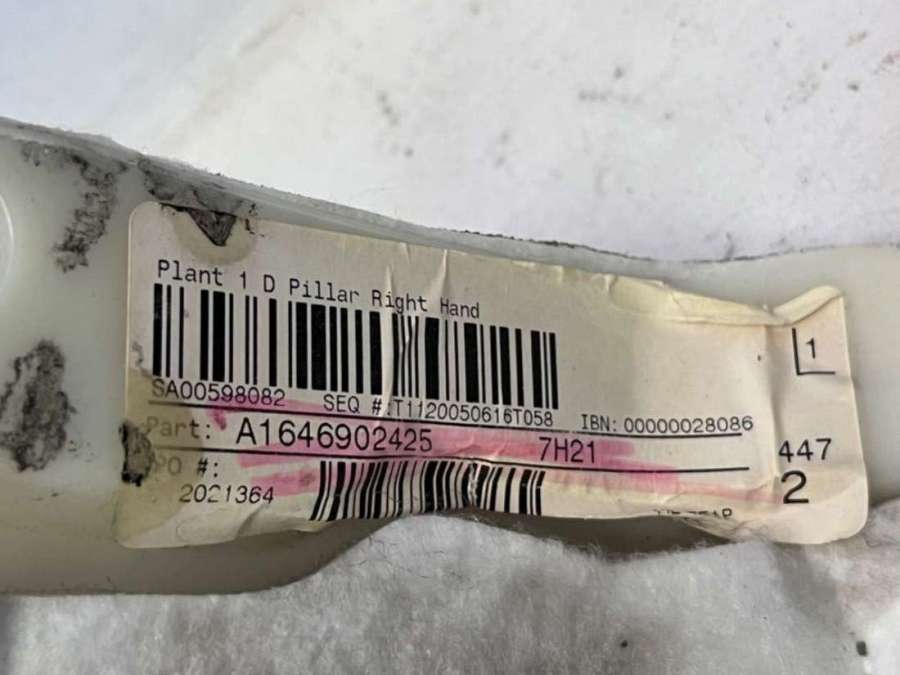 Plant 1 D Pillar Right Hand
1
SA00598082 SEQ #:T1120050616T058 IBN:00000028086
Part: A1646902425 7H21 447
PO #: 2
2021364